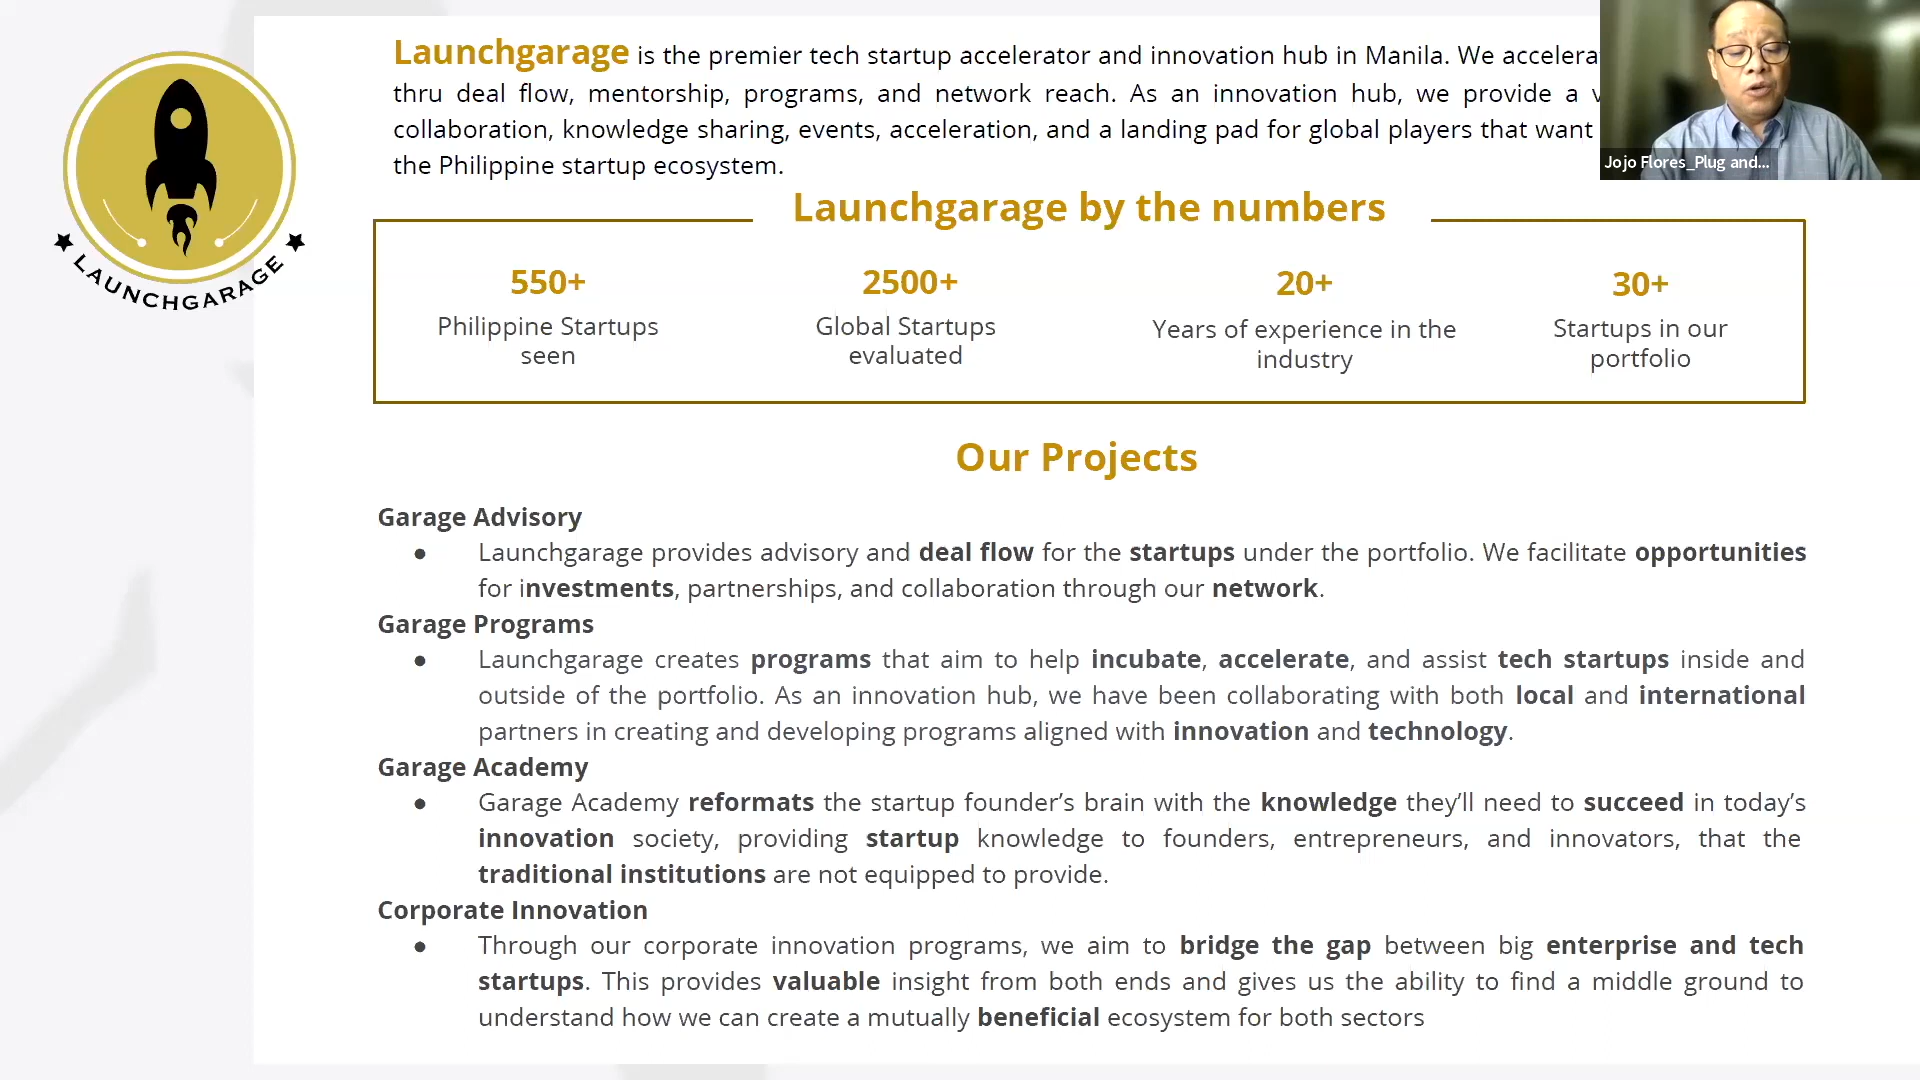 Launchgarage is the premier tech startup accelerator and innovation hub in Manila. We accelera
thru deal flow, mentorship, programs, and network reach. As an innovation hub, we provide a v
collaboration, knowledge sharing, events, acceleration, and a landing pad for global players that want
the Philippine startup ecosystem.
Jojo Flores_Plug and...
LAUNCHGARAGE
Launchgarage by the numbers
550+
Philippine Startups
seen
2500+
Global Startups
evaluated
20+
Years of experience in the
industry
30+
Startups in our
portfolio
Our Projects
Garage Advisory
● Launchgarage provides advisory and deal flow for the startups under the portfolio. We facilitate opportunities
for investments, partnerships, and collaboration through our network.
Garage Programs
● Launchgarage creates programs that aim to help incubate, accelerate, and assist tech startups inside and
outside of the portfolio. As an innovation hub, we have been collaborating with both local and international
partners in creating and developing programs aligned with innovation and technology.
Garage Academy
● Garage Academy reformats the startup founder’s brain with the knowledge they’ll need to succeed in today’s
innovation society, providing startup knowledge to founders, entrepreneurs, and innovators, that the
traditional institutions are not equipped to provide.
Corporate Innovation
● Through our corporate innovation programs, we aim to bridge the gap between big enterprise and tech
startups. This provides valuable insight from both ends and gives us the ability to find a middle ground to
understand how we can create a mutually beneficial ecosystem for both sectors